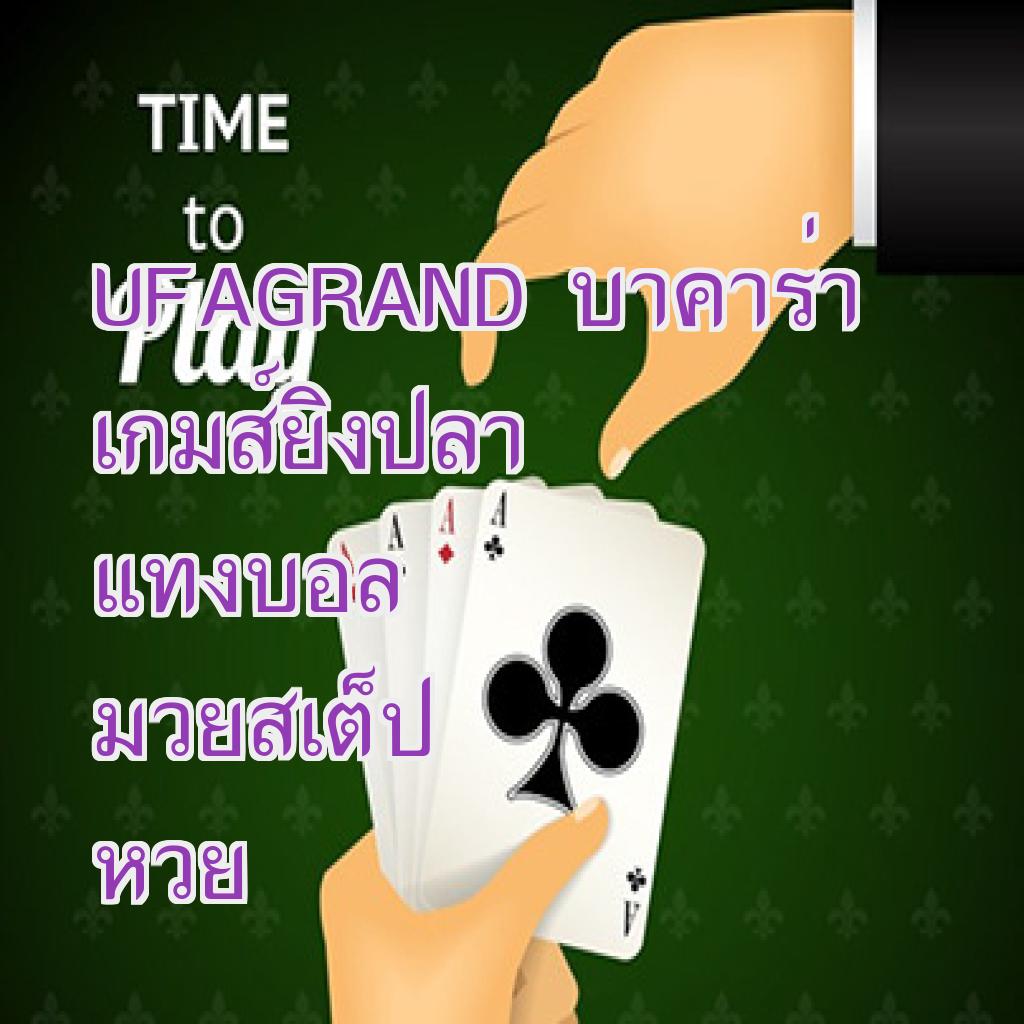 TIME
to
Play
UFAGRAND บาคาร่า
เกมส์ยิงปลา
แทงบอล
มวยสเต็ป
หวย
A
A
A
A